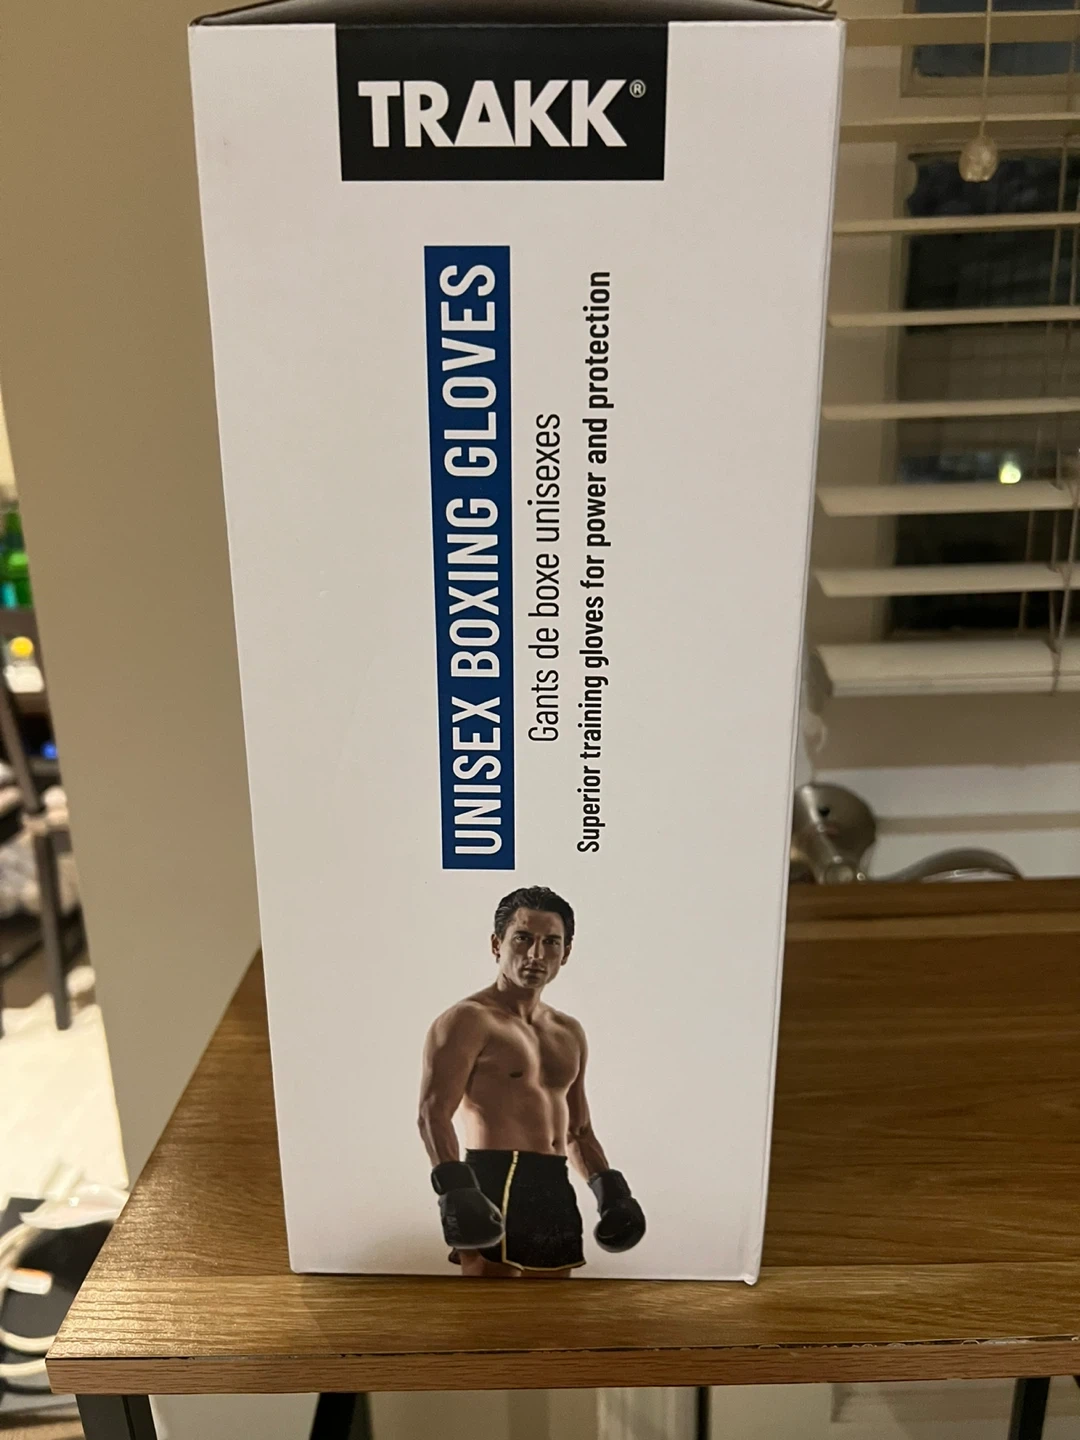 TRAKK®
UNISEX BOXING GLOVES
Gants de boxe unisexes
Superior training gloves for power and protection